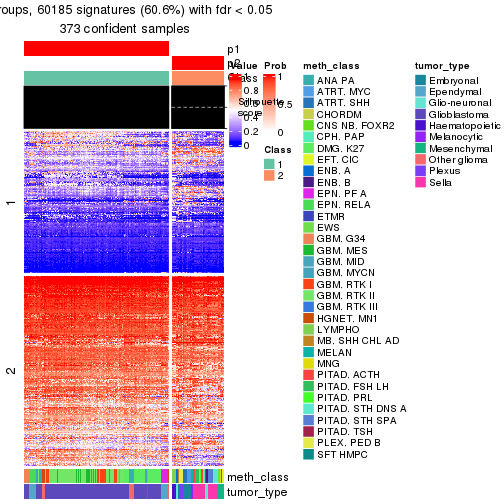 roups, 60185 signatures (60.6%) with fdr < 0.05
373 confident samples
p1
p2
Class
Silhouette
score
Value
1
0.8
0.6
0.4
0.2
0
Prob
1
0.5
0
Class
1
2
1
2
meth_class
ANA PA
ATRT. MYC
ATRT. SHH
CHORDM
CNS NB. FOXR2
CPH. PAP
DMG. K27
EFT. CIC
ENB. A
ENB. B
EPN. PF A
EPN. RELA
ETMR
EWS
GBM. G34
GBM. MES
GBM. MID
GBM. MYCN
GBM. RTK I
GBM. RTK II
GBM. RTK III
HGNET. MN1
LYMPHO
MB. SHH CHL AD
MELAN
MNG
PITAD. ACTH
PITAD. FSH LH
PITAD. PRL
PITAD. STH DNS A
PITAD. STH SPA
PITAD. TSH
PLEX. PED B
SFT HMPC
tumor_type
Embryonal
Ependymal
Glio-neuronal
Glioblastoma
Haematopoietic
Melanocytic
Mesenchymal
Other glioma
Plexus
Sella
meth_class
tumor_type